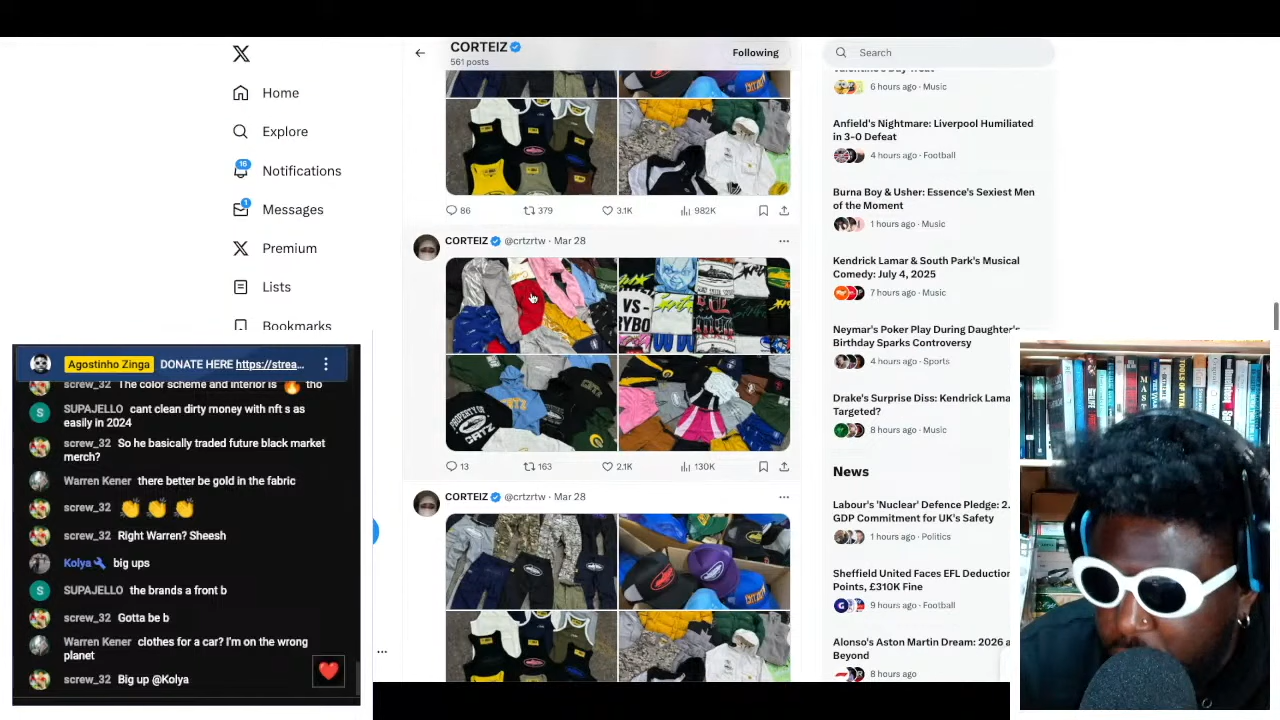 Home
Explore
16
Notifications
1
Messages
Premium
Lists
Bookmarks
CORTEIZ
561 posts
Following
86
379
3.1K
982K
CORTEIZ @crtzrtw · Mar 28
13
163
2.1K
130K
CORTEIZ @crtzrtw · Mar 28
Search
6 hours ago · Music
Anfield's Nightmare: Liverpool Humiliated
in 3-0 Defeat
4 hours ago · Football
Burna Boy & Usher: Essence's Sexiest Men
of the Moment
1 hours ago · Music
Kendrick Lamar & South Park's Musical
Comedy: July 4, 2025
7 hours ago · Music
Neymar's Poker Play During Daughter's
Birthday Sparks Controversy
4 hours ago · Sports
Drake's Surprise Diss: Kendrick Lama
Targeted?
8 hours ago · Music
News
Labour's 'Nuclear' Defence Pledge: 2.
GDP Commitment for UK's Safety
1 hours ago · Politics
Sheffield United Faces EFL Deduction
Points, £310K Fine
9 hours ago · Football
Alonso's Aston Martin Dream: 2026 a
Beyond
8 hours ago
Agostinho Zinga DONATE HERE https://strea...
screw_32 The color scheme and interior is 🔥 tho
S SUPAJELLO cant clean dirty money with nft s as
easily in 2024
screw_32 So he basically traded future black market
merch?
Warren Kener there better be gold in the fabric
screw_32 👏 👏 👏
screw_32 Right Warren? Sheesh
Kolya big ups
S SUPAJELLO the brands a front b
screw_32 Gotta be b
Warren Kener clothes for a car? I'm on the wrong
planet
screw_32 Big up @Kolya